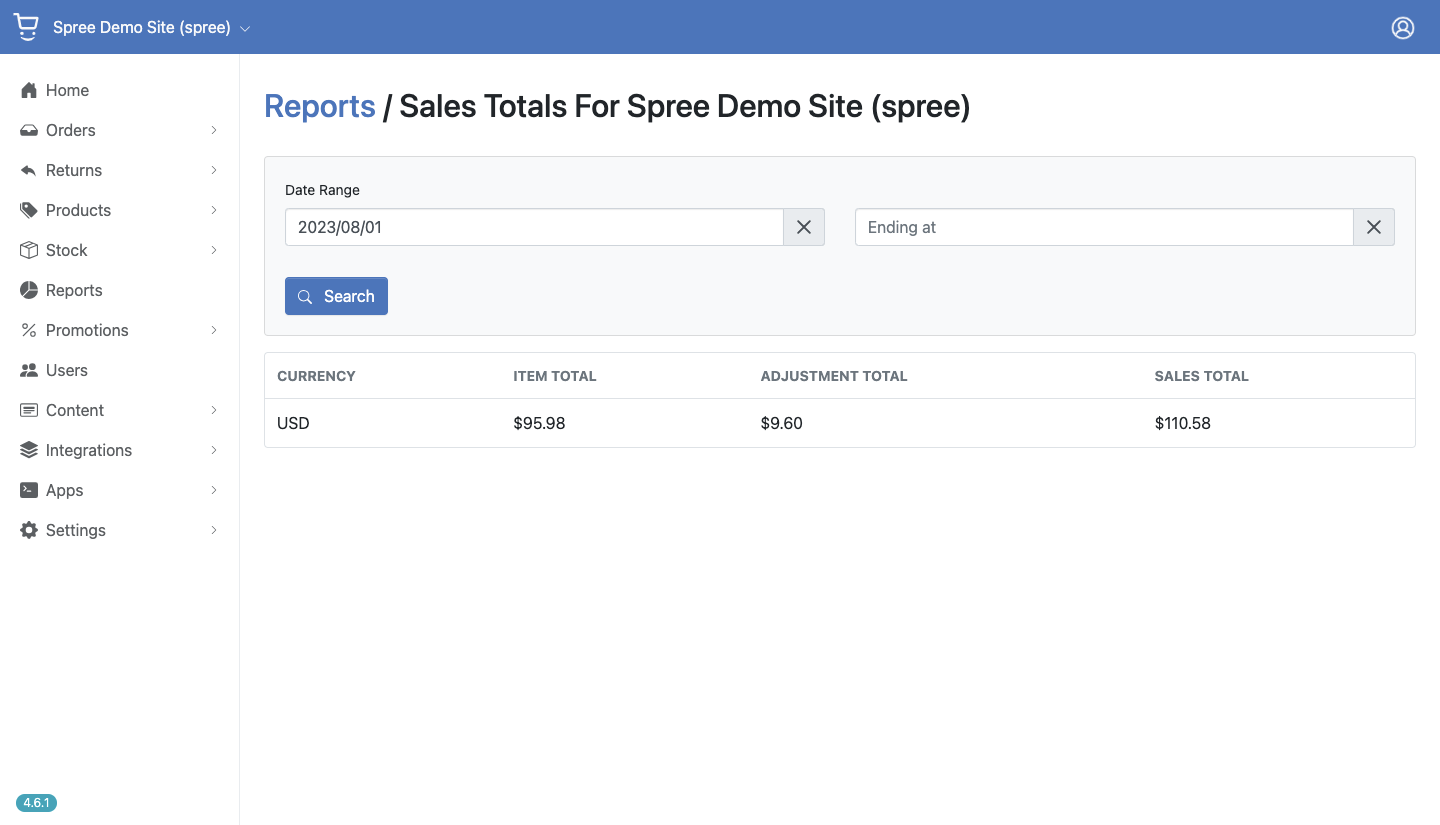 Spree Demo Site (spree)
Home
Orders
Returns
Products
Stock
Reports
Promotions
Users
Content
Integrations
Apps
Settings
4.6.1
Reports / Sales Totals For Spree Demo Site (spree)
Date Range
2023/08/01 Ending at
Search
CURRENCY ITEM TOTAL ADJUSTMENT TOTAL SALES TOTAL
USD $95.98 $9.60 $110.58